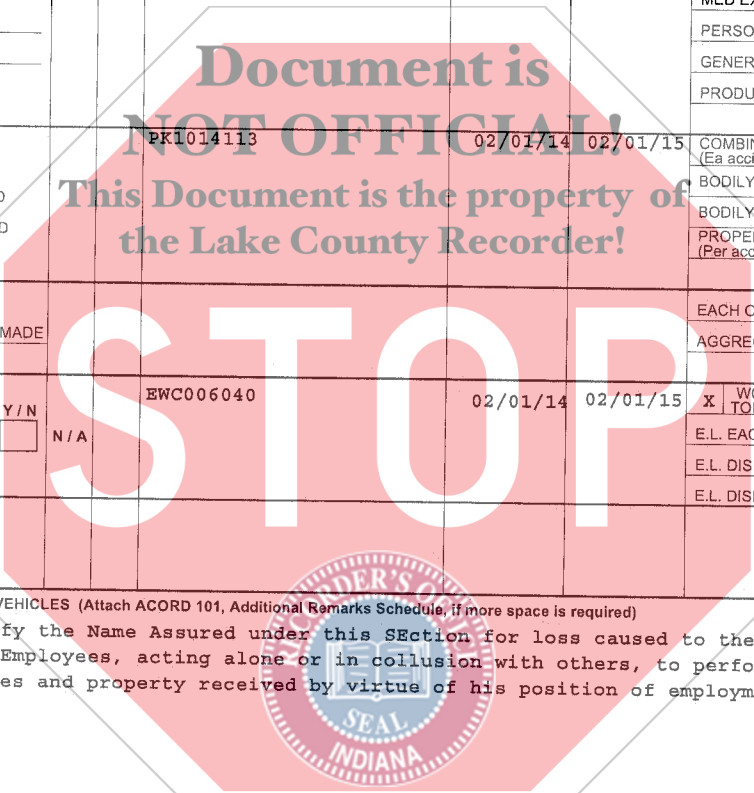 PERSO
GENER
PRODU
Document is
NOT OFFICIAL!
This Document is the property of
the Lake County Recorder!
PK1014113 02/01/14 02/01/15 COMBIN
(Ea acci
BODILY
BODILY
PROPER
(Per acc
EACH O
MADE AGGREG
STOP
EWC006040 02/01/14 02/01/15 X WC
TOR
Y / N
N / A
E.L. EAC
E.L. DIS
E.L. DISE
VEHICLES (Attach ACORD 101, Additional Remarks Schedule, if more space is required)
fy the Name Assured under this SEction for loss caused to the
Employees, acting alone or in collusion with others, to perfo
es and property received by virtue of his position of employm
RECORDER'S OFFICE
SEAL
INDIANA